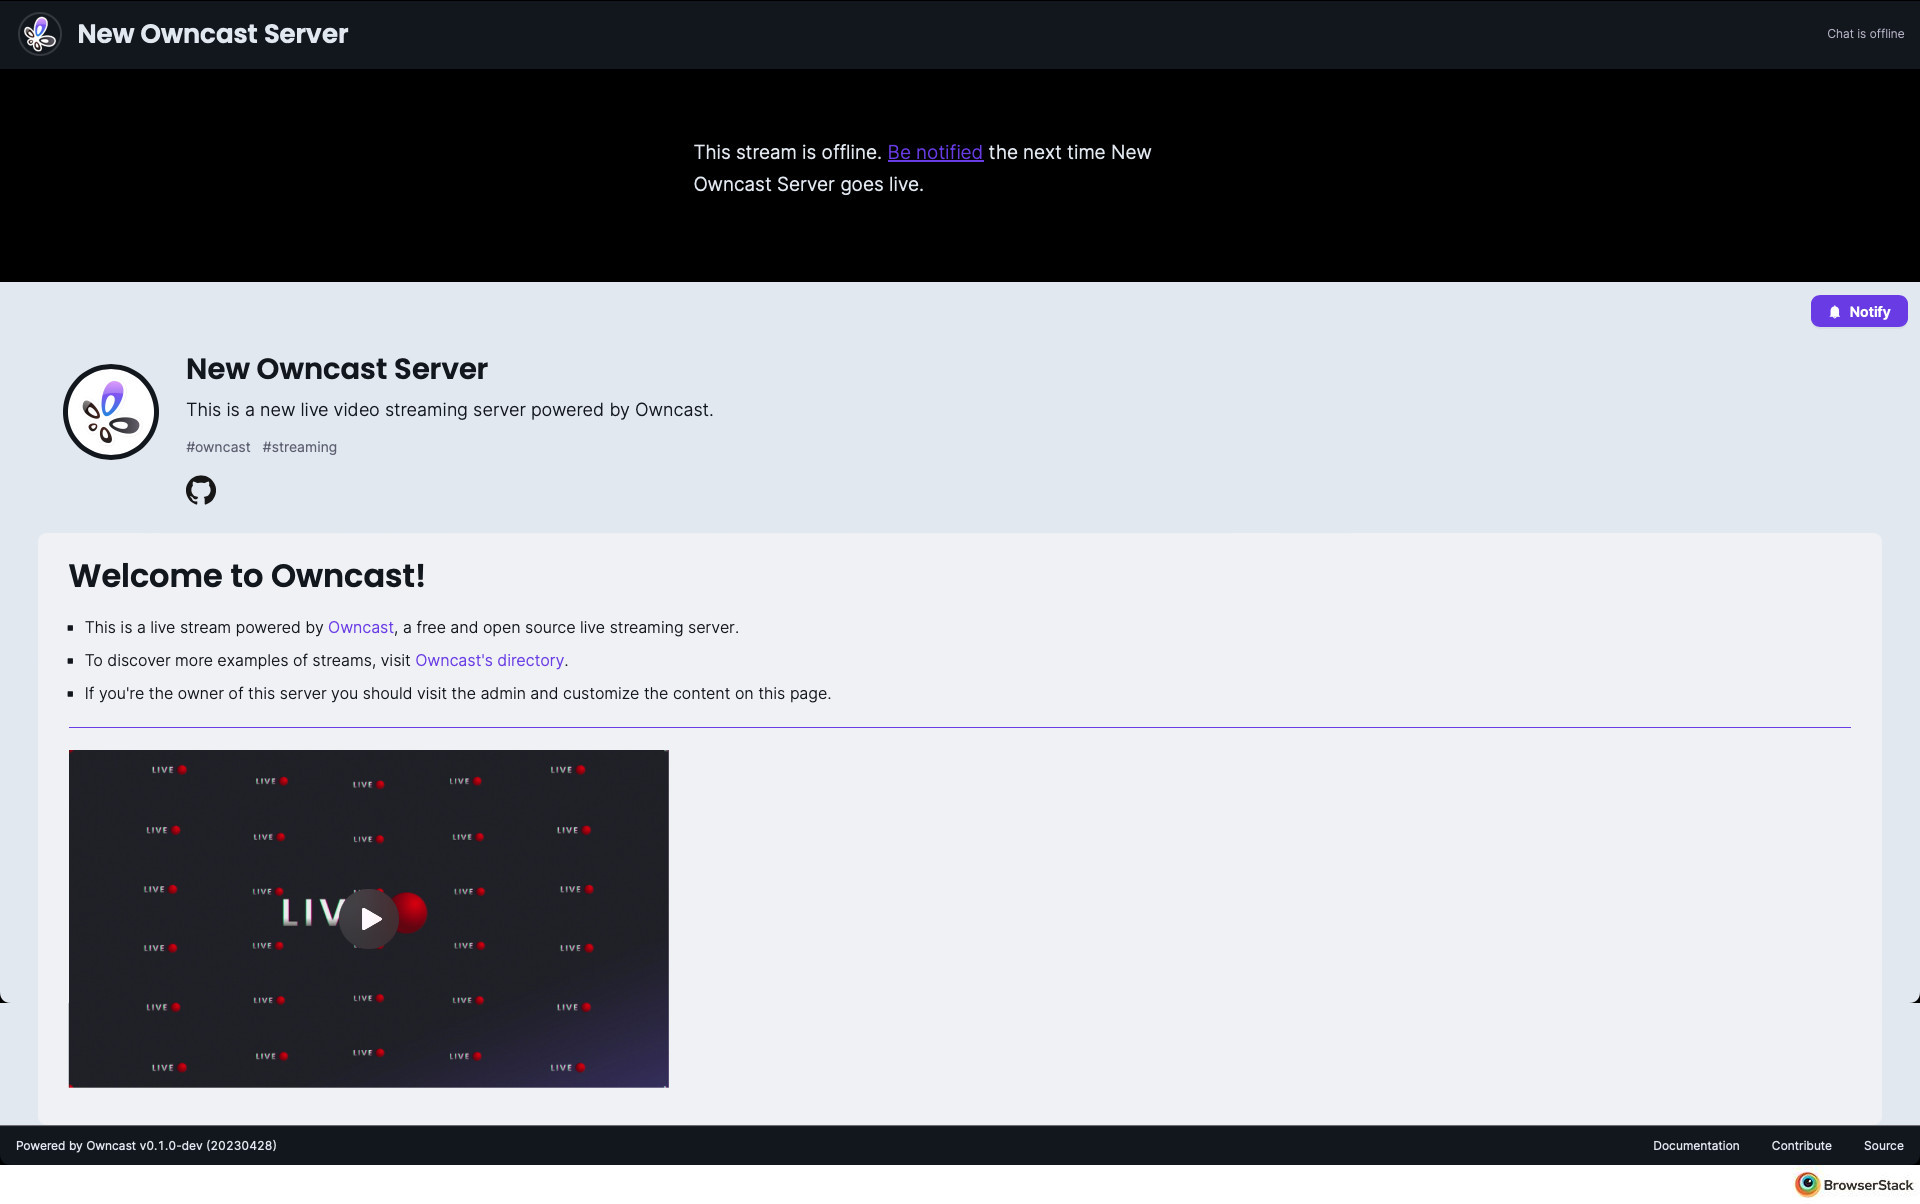 New Owncast Server
Chat is offline
This stream is offline. Be notified the next time New
Owncast Server goes live.
Notify
New Owncast Server
This is a new live video streaming server powered by Owncast.
#owncast #streaming
Welcome to Owncast!
This is a live stream powered by Owncast, a free and open source live streaming server.
To discover more examples of streams, visit Owncast's directory.
If you're the owner of this server you should visit the admin and customize the content on this page.
LIVE LIVE LIVE LIVE LIVE
LIVE LIVE LIVE LIVE LIVE
LIVE LIVE LIVE LIVE
LIV
LIVE LIVE LIVE LIVE
LIVE LIVE LIVE LIVE LIVE
LIVE LIVE LIVE LIVE LIVE
Powered by Owncast v0.1.0-dev (20230428)
Documentation Contribute Source
BrowserStack